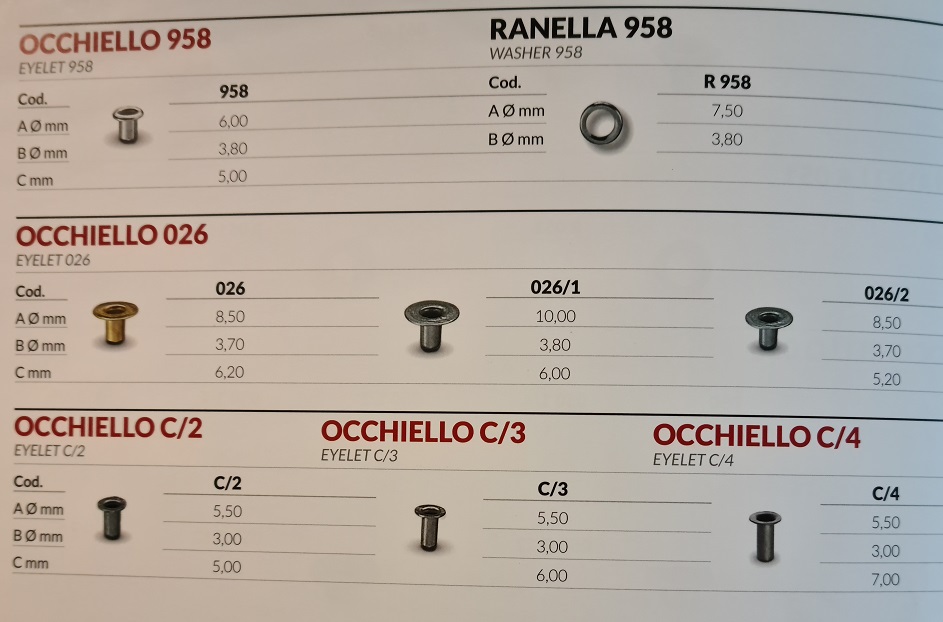 OCCHIELLO 958
EYELET 958
Cod. 958
A Ø mm 6,00
B Ø mm 3,80
C mm 5,00
RANELLA 958
WASHER 958
Cod. R 958
A Ø mm 7,50
B Ø mm 3,80
OCCHIELLO 026
EYELET 026
Cod. 026 026/1 026/2
A Ø mm 8,50 10,00 8,50
B Ø mm 3,70 3,80 3,70
C mm 6,20 6,00 5,20
OCCHIELLO C/2 OCCHIELLO C/3 OCCHIELLO C/4
EYELET C/2 EYELET C/3 EYELET C/4
Cod. C/2 C/3 C/4
A Ø mm 5,50 5,50 5,50
B Ø mm 3,00 3,00 3,00
C mm 5,00 6,00 7,00